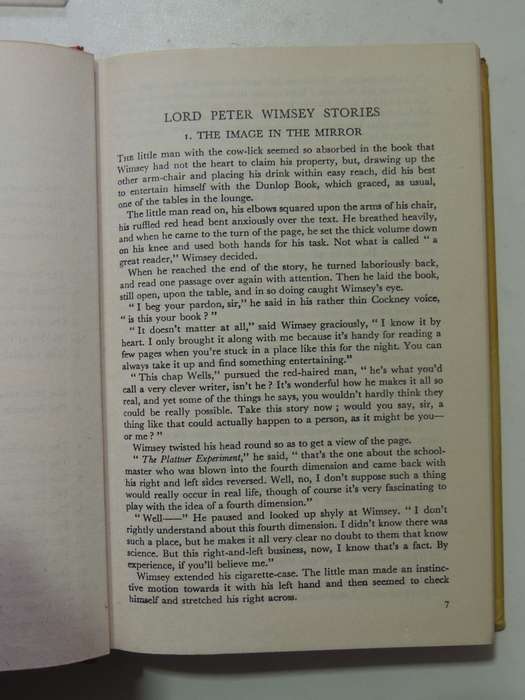 LORD PETER WIMSEY STORIES
1. THE IMAGE IN THE MIRROR
THE little man with the cow-lick seemed so absorbed in the book that
Wimsey had not the heart to claim his property, but, drawing up the
other arm-chair and placing his drink within easy reach, did his best
to entertain himself with the Dunlop Book, which graced, as usual,
one of the tables in the lounge.
The little man read on, his elbows squared upon the arms of his chair,
his ruffled red head bent anxiously over the text. He breathed heavily,
and when he came to the turn of the page, he set the thick volume down
on his knee and used both hands for his task. Not what is called " a
great reader," Wimsey decided.
When he reached the end of the story, he turned laboriously back,
and read one passage over again with attention. Then he laid the book,
still open, upon the table, and in so doing caught Wimsey's eye.
" I beg your pardon, sir," he said in his rather thin Cockney voice,
" is this your book ? "
" It doesn't matter at all," said Wimsey graciously, " I know it by
heart. I only brought it along with me because it's handy for reading a
few pages when you're stuck in a place like this for the night. You can
always take it up and find something entertaining."
" This chap Wells," pursued the red-haired man, " he's what you'd
call a very clever writer, isn't he ? It's wonderful how he makes it all so
real, and yet some of the things he says, you wouldn't hardly think they
could be really possible. Take this story now ; would you say, sir, a
thing like that could actually happen to a person, as it might be you—
or me ? "
Wimsey twisted his head round so as to get a view of the page.
" The Plattner Experiment," he said, " that's the one about the school-
master who was blown into the fourth dimension and came back with
his right and left sides reversed. Well, no, I don't suppose such a thing
would really occur in real life, though of course it's very fascinating to
play with the idea of a fourth dimension."
" Well—— " He paused and looked up shyly at Wimsey. " I don't
rightly understand about this fourth dimension. I didn't know there was
such a place, but he makes it all very clear no doubt to them that know
science. But this right-and-left business, now, I know that's a fact. By
experience, if you'll believe me."
Wimsey extended his cigarette-case. The little man made an instinc-
tive motion towards it with his left hand and then seemed to check
himself and stretched his right across.
7